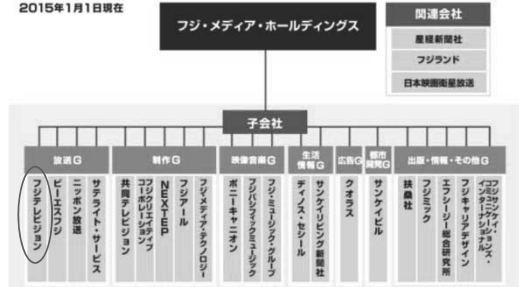 2015年1月1日現在
フジ・メディア・ホールディングス
関連会社
産経新聞社
フジランド
日本映画衛星放送
子会社
放送G
フジテレビジョン
ビーエスフジ
ニッポン放送
サテライト・サービス
制作G
共同テレビジョン
フジクリエイティブ
コーポレーション
NEXTEP
フジアール
フジ・メディア・テクノロジー
映像音楽G
ポニーキャニオン
フジパシフィックミュージック
フジ・ミュージック・グループ
生活
情報G
ディノス・セシール
サンケイリビング新聞社
広告G
クオラス
都市
開発G
サンケイビル
出版・情報・その他G
扶桑社
フジミック
エフシージー総合研究所
フジキャリアデザイン
フジサンケイ・
コミュニケーションズ・
インターナショナル